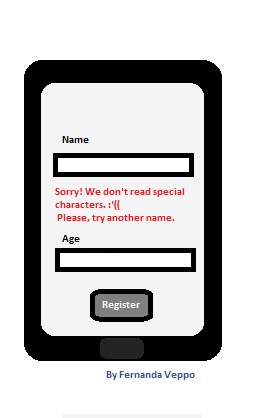 Name
Sorry! We don't read special
characters. :'((
Please, try another name.
Age
Register
By Fernanda Veppo